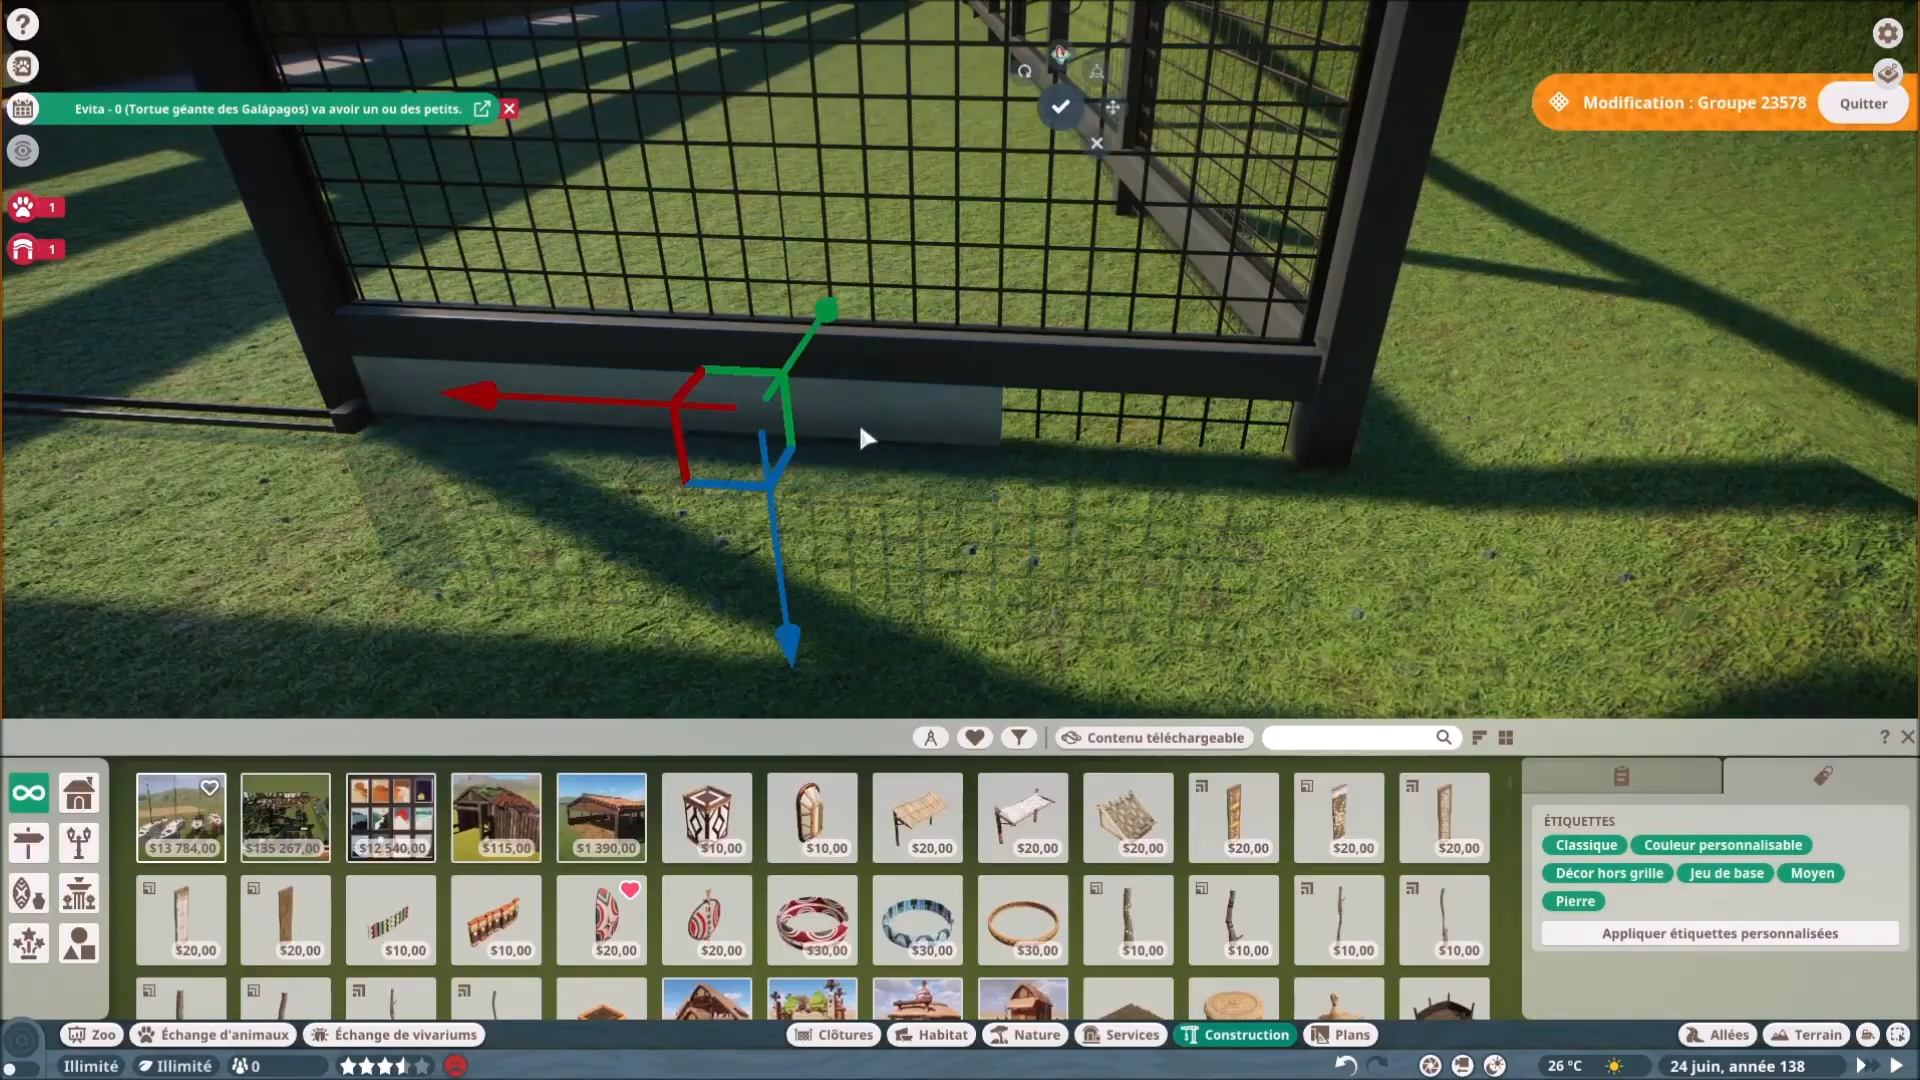 Evita - 0 (Tortue géante des Galápagos) va avoir un ou des petits.
1
1
Modification : Groupe 23578
Quitter
Contenu téléchargeable
?
$13 784,00
$135 267,00
$12 540,00
$115,00
$1 390,00
$10,00
$10,00
$20,00
$20,00
$20,00
$20,00
$20,00
$20,00
$20,00
$20,00
$10,00
$10,00
$20,00
$20,00
$30,00
$30,00
$30,00
$10,00
$10,00
$10,00
$10,00
ÉTIQUETTES
Classique
Couleur personnalisable
Décor hors grille
Jeu de base
Moyen
Pierre
Appliquer étiquettes personnalisées
Zoo
Échange d'animaux
Échange de vivariums
Clôtures
Habitat
Nature
Services
Construction
Plans
Allées
Terrain
Illimité
Illimité
0
26 °C
24 juin, année 138